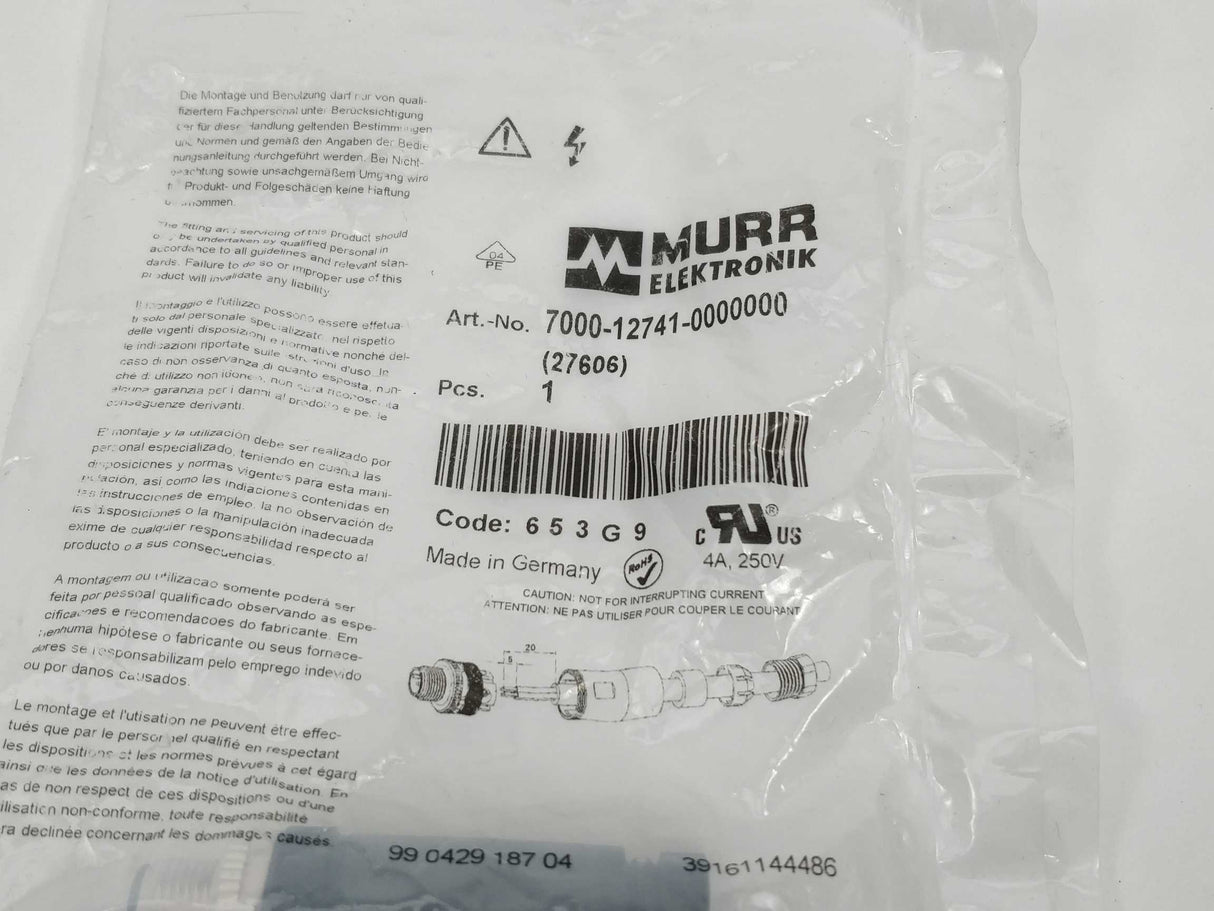 Die Montage und Benutzung darf nur von quali-
fiziertem Fachpersonal unter Berücksichtigung
der für diese Handlung geltenden Bestimmungen
und Normen und gemäß den Angaben der Bedie
nungsanleitung durchgeführt werden. Bei Nicht-
beachtung sowie unsachgemäßem Umgang wird
f Produkt- und Folgeschäden keine Haftung
übernommen.
The fitting and servicing of this product should
only be undertaken by qualified personal in
accordance to all guidelines and relevant stan-
dards. Failure to do so or improper use of this
product will invalidate any liability.
Il montaggio e l'utilizzo possono essere effetua-
ti solo dal personale specializzato, nel rispetto
delle vigenti disposizioni e normative nonché del-
le indicazioni riportate sulle istruzioni d'uso. In
caso di non osservanza di quanto esposta, nun-
ché di utilizzo non idoneo, non sarà riconosciuta
alcuna garanzia per i danni al prodotto e per le
conseguenze derivanti.
E' montaje y la utilización debe ser realizado por
personal especializado, teniendo en cuenta las
disposiciones y normas vigentes para esta mani-
pulación, así como las indiaciones contenidas en
las instrucciones de empleo. la no observación de
las disposiciones o la manipulación inadecuada
exime de cualquier responsabilidad respecto al
producto o a sus consecuencias.
A montagem ou utilizacao somente poderá ser
feita por pessoal qualificado observando as espe-
cificacoes e recomendacoes do fabricante. Em
nenhuma hipótese o fabricante ou seus fornece-
dores se responsabilizam pelo emprego indevido
ou por danos causados.
Le montage et l'utisation ne peuvent être effec-
tués que par le personnel qualifié en respectant
les dispositions et les normes prévues à cet égard
ainsi que les données de la notice d'utilisation. En
as de non respect de ces dispositions ou d'une
ilisation non-conforme, toute responsabilité
ra declinée concernant les dommages causés.
04
PE
MURR
ELEKTRONIK
Art.-No. 7000-12741-0000000
(27606)
Pcs. 1
Code: 6 5 3 G 9
C RU ® US
Made in Germany
RoHS
4A, 250V
CAUTION: NOT FOR INTERRUPTING CURRENT
ATTENTION: NE PAS UTILISER POUR COUPER LE COURANT
20
5
99 0429 187 04
39161144486